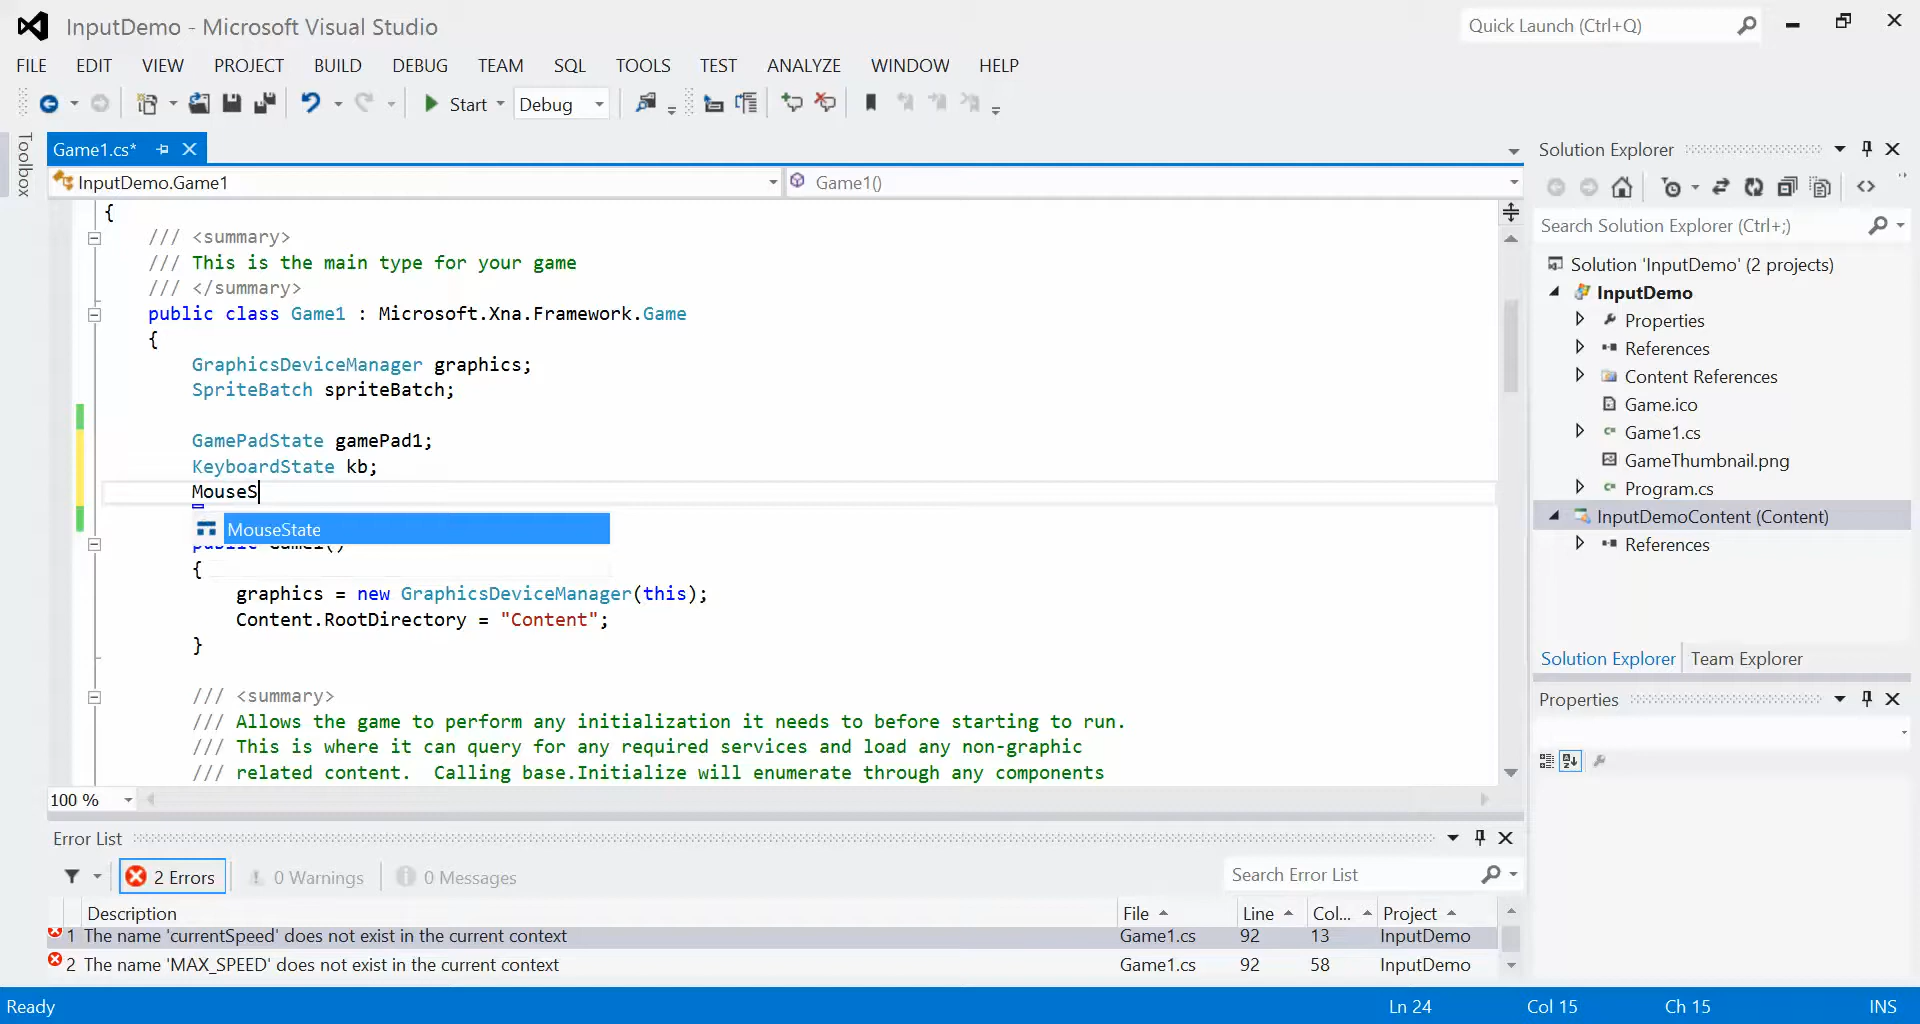 InputDemo - Microsoft Visual Studio
Quick Launch (Ctrl+Q)
FILE EDIT VIEW PROJECT BUILD DEBUG TEAM SQL TOOLS TEST ANALYZE WINDOW HELP
Start Debug
Toolbox
Game1.cs*
InputDemo.Game1 Game1()
{
/// <summary>
/// This is the main type for your game
/// </summary>
public class Game1 : Microsoft.Xna.Framework.Game
{
GraphicsDeviceManager graphics;
SpriteBatch spriteBatch;
GamePadState gamePad1;
KeyboardState kb;
MouseS
MouseState
public Game1()
{
graphics = new GraphicsDeviceManager(this);
Content.RootDirectory = "Content";
}
/// <summary>
/// Allows the game to perform any initialization it needs to before starting to run.
/// This is where it can query for any required services and load any non-graphic
/// related content.  Calling base.Initialize will enumerate through any components
100 %
Solution Explorer
Search Solution Explorer (Ctrl+;)
Solution 'InputDemo' (2 projects)
InputDemo
Properties
References
Content References
Game.ico
Game1.cs
GameThumbnail.png
Program.cs
InputDemoContent (Content)
References
Solution Explorer Team Explorer
Properties
Error List
2 Errors 0 Warnings 0 Messages
Search Error List
Description File Line Col... Project
1 The name 'currentSpeed' does not exist in the current context Game1.cs 92 13 InputDemo
2 The name 'MAX_SPEED' does not exist in the current context Game1.cs 92 58 InputDemo
Ready Ln 24 Col 15 Ch 15 INS